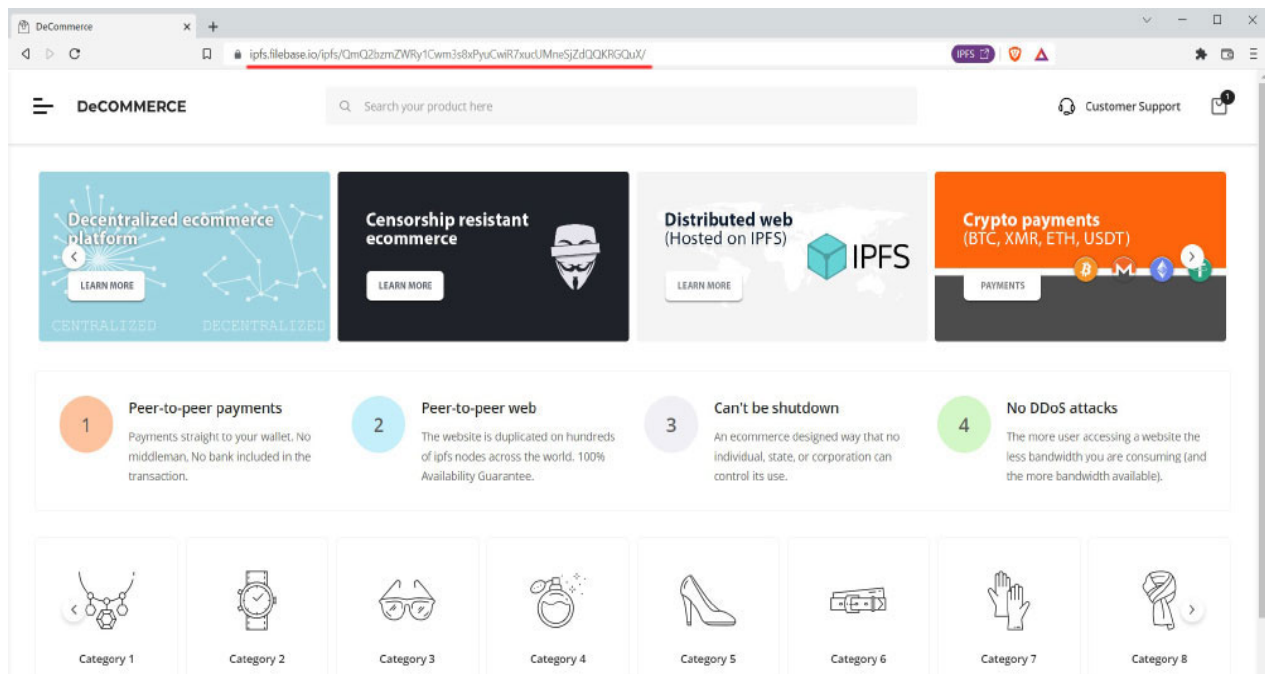 DeCommerce
ipfs.filebase.io/ipfs/QmQ2bzmZWRy1Cwm3s8xPyuCwiR7xucUMneSjZdQQKRGQuX/
IPFS
DeCOMMERCE
Search your product here
Customer Support
1
Decentralized ecommerce
platform
LEARN MORE
CENTRALIZED DECENTRALIZED
Censorship resistant
ecommerce
LEARN MORE
Distributed web
(Hosted on IPFS)
IPFS
LEARN MORE
Crypto payments
(BTC, XMR, ETH, USDT)
PAYMENTS
1
Peer-to-peer payments
Payments straight to your wallet. No
middleman, No bank included in the
transaction.
2
Peer-to-peer web
The website is duplicated on hundreds
of ipfs nodes across the world. 100%
Availability Guarantee.
3
Can't be shutdown
An ecommerce designed way that no
individual, state, or corporation can
control its use.
4
No DDoS attacks
The more user accessing a website the
less bandwidth you are consuming (and
the more bandwidth available).
Category 1
Category 2
Category 3
Category 4
Category 5
Category 6
Category 7
Category 8